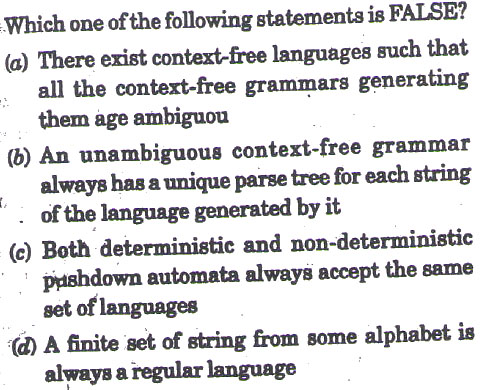 Which one of the following statements is FALSE?
(a) There exist context-free languages such that
all the context-free grammars generating
them age ambiguou
(b) An unambiguous context-free grammar
always has a unique parse tree for each string
of the language generated by it
(c) Both deterministic and non-deterministic
pushdown automata always accept the same
set of languages
(d) A finite set of string from some alphabet is
always a regular language